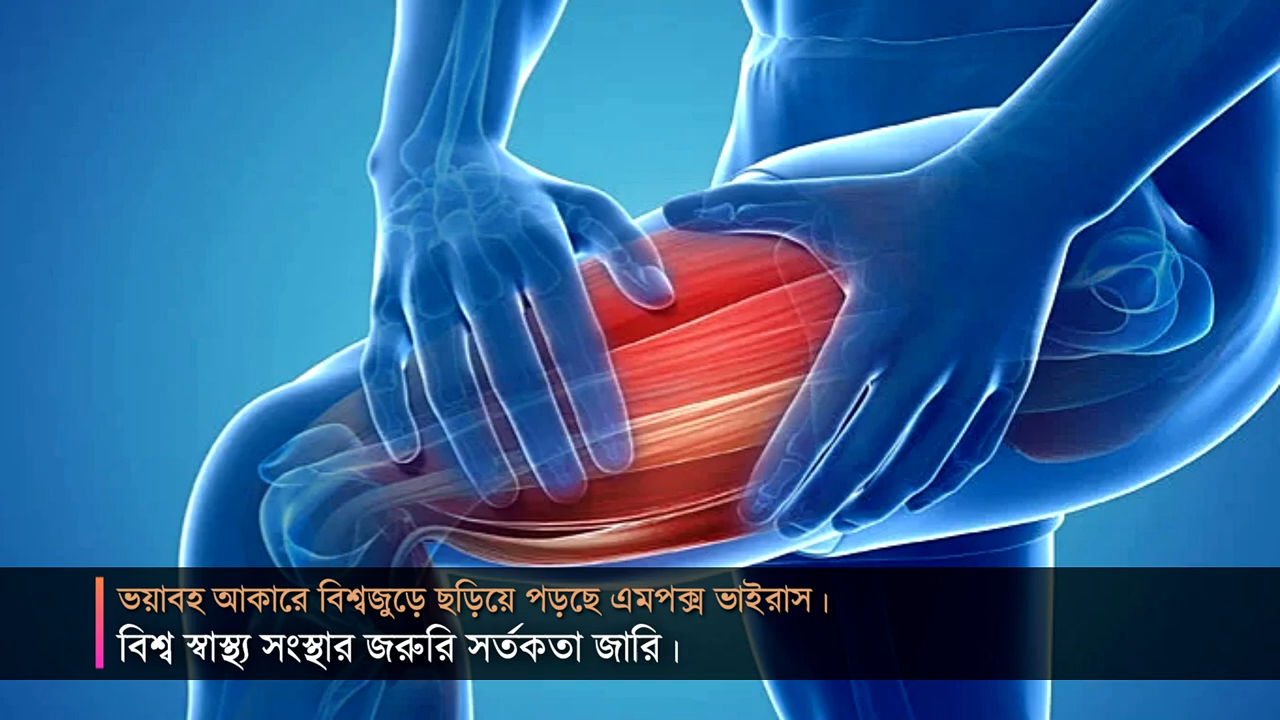 ভয়াবহ আকারে বিশ্বজুড়ে ছড়িয়ে পড়ছে এমপক্স ভাইরাস।
বিশ্ব স্বাস্থ্য সংস্থার জরুরি সর্তকতা জারি।